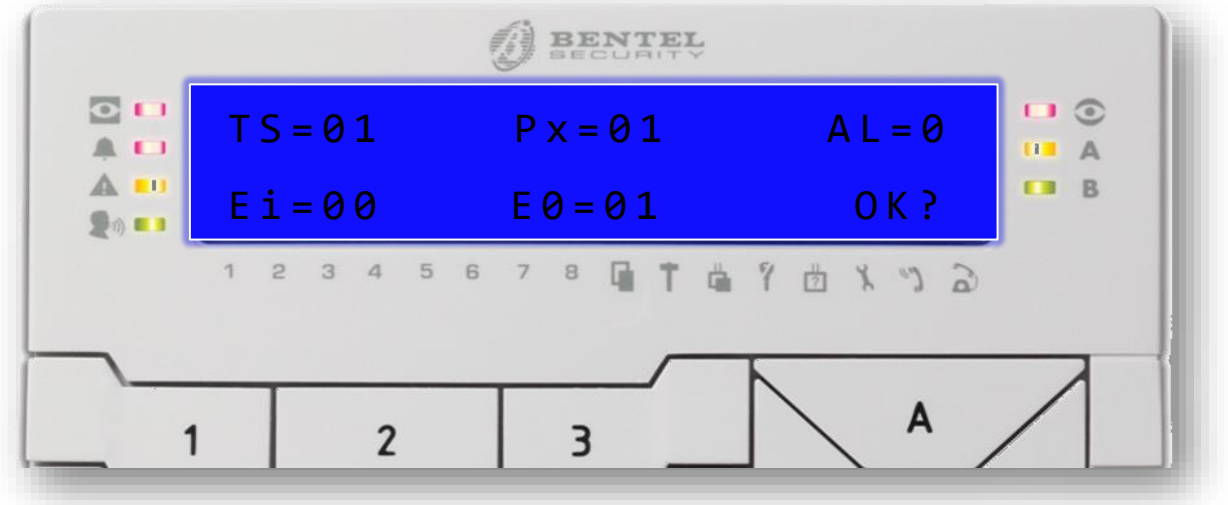 BENTEL
SECURITY
TS=01 Px=01 AL=0
A
Ei=00 E0=01 OK?
B
1 2 3 4 5 6 7 8 ?
1 2 3 A